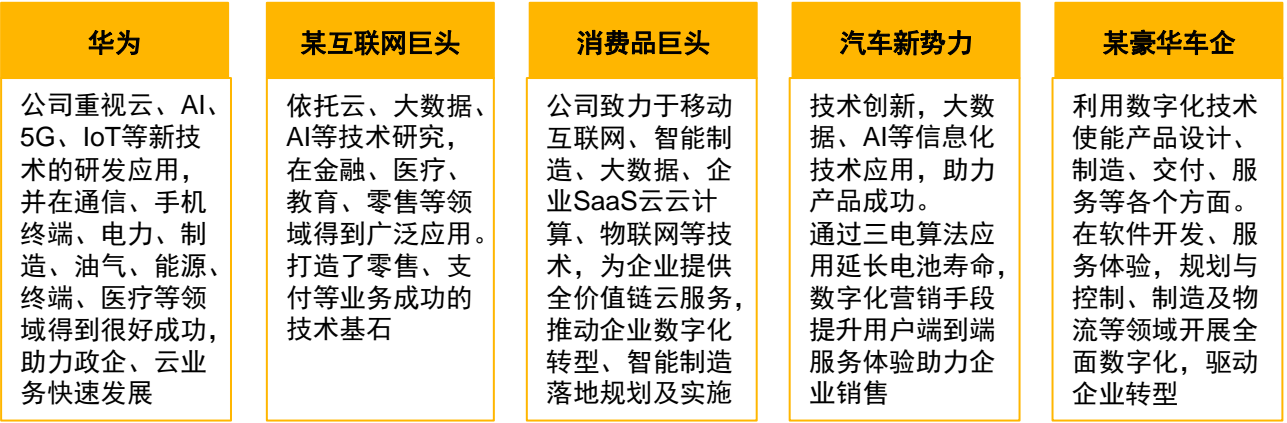 华为
公司重视云、AI、
5G、IoT等新技
术的研发应用，
并在通信、手机
终端、电力、制
造、油气、能源、
终端、医疗等领
域得到很好成功，
助力政企、云业
务快速发展
某互联网巨头
依托云、大数据、
AI等技术研究，
在金融、医疗、
教育、零售等领
域得到广泛应用。
打造了零售、支
付等业务成功的
技术基石
消费品巨头
公司致力于移动
互联网、智能制
造、大数据、企
业SaaS云云计
算、物联网等技
术，为企业提供
全价值链云服务，
推动企业数字化
转型、智能制造
落地规划及实施
汽车新势力
技术创新，大数
据、AI等信息化
技术应用，助力
产品成功。
通过三电算法应
用延长电池寿命，
数字化营销手段
提升用户端到端
服务体验助力企
业销售
某豪华车企
利用数字化技术
使能产品设计、
制造、交付、服
务等各个方面。
在软件开发、服
务体验，规划与
控制、制造及物
流等领域开展全
面数字化，驱动
企业转型